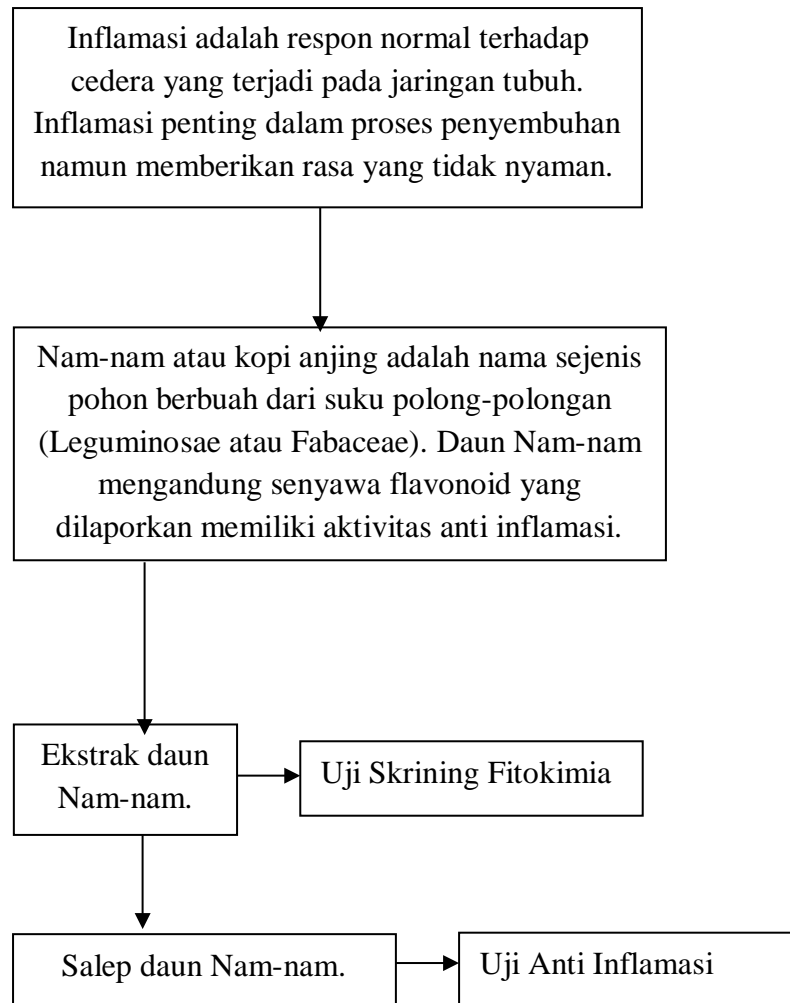 Inflamasi adalah respon normal terhadap
cedera yang terjadi pada jaringan tubuh.
Inflamasi penting dalam proses penyembuhan
namun memberikan rasa yang tidak nyaman.
Nam-nam atau kopi anjing adalah nama sejenis
pohon berbuah dari suku polong-polongan
(Leguminosae atau Fabaceae). Daun Nam-nam
mengandung senyawa flavonoid yang
dilaporkan memiliki aktivitas anti inflamasi.
Ekstrak daun
Nam-nam.
Uji Skrining Fitokimia
Salep daun Nam-nam.
Uji Anti Inflamasi